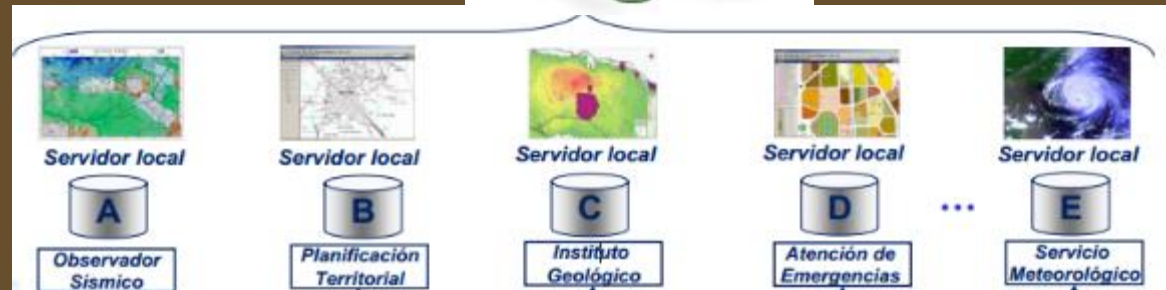 Servidor local
Servidor local
Servidor local
Servidor local
Servidor local
A
B
C
D
...
E
Observador
Sísmico
Planificación
Territorial
Instituto
Geológico
Atención de
Emergencias
Servicio
Meteorológico